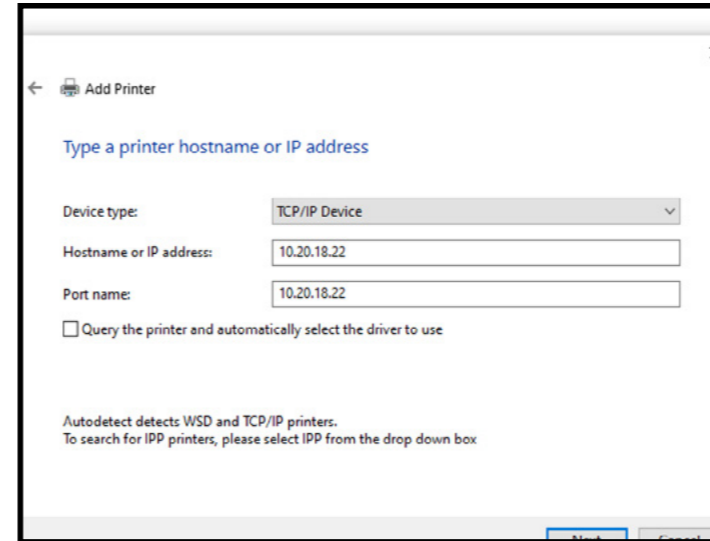 Add Printer
Type a printer hostname or IP address
Device type: TCP/IP Device
Hostname or IP address: 10.20.18.22
Port name: 10.20.18.22
Query the printer and automatically select the driver to use
Autodetect detects WSD and TCP/IP printers.
To search for IPP printers, please select IPP from the drop down box
Next Cancel